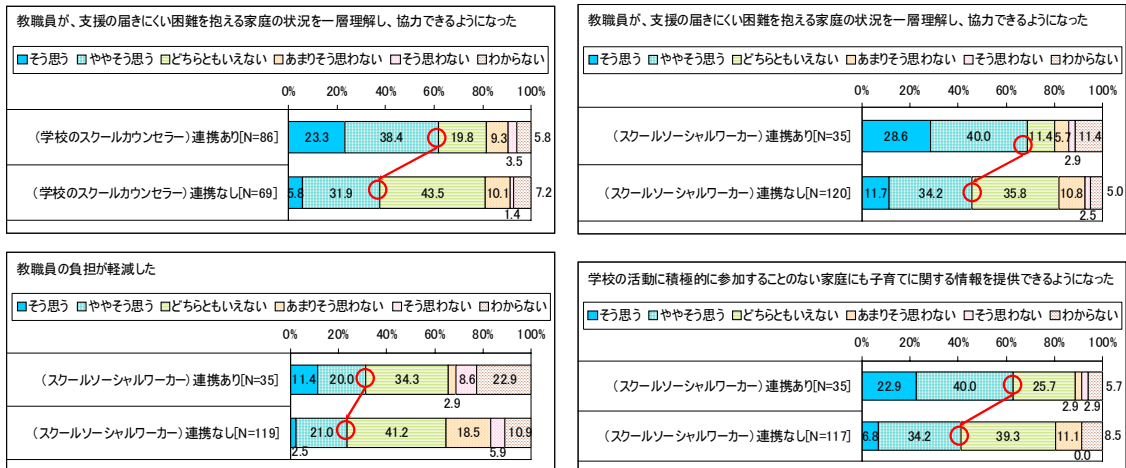 教職員が、支援の届きにくい困難を抱える家庭の状況を一層理解し、協力できるようになった
そう思う ややそう思う どちらともいえない あまりそう思わない そう思わない わからない
0% 20% 40% 60% 80% 100%
(学校のスクールカウンセラー)連携あり[N=86] 23.3 38.4 19.8 9.3 5.8
3.5
(学校のスクールカウンセラー)連携なし[N=69] 5.8 31.9 43.5 10.1 7.2
1.4
教職員が、支援の届きにくい困難を抱える家庭の状況を一層理解し、協力できるようになった
そう思う ややそう思う どちらともいえない あまりそう思わない そう思わない わからない
0% 20% 40% 60% 80% 100%
(スクールソーシャルワーカー)連携あり[N=35] 28.6 40.0 11.4 5.7 11.4
2.9
(スクールソーシャルワーカー)連携なし[N=120] 11.7 34.2 35.8 10.8 5.0
2.5
教職員の負担が軽減した
そう思う ややそう思う どちらともいえない あまりそう思わない そう思わない わからない
0% 20% 40% 60% 80% 100%
(スクールソーシャルワーカー)連携あり[N=35] 11.4 20.0 34.3 8.6 22.9
2.9
(スクールソーシャルワーカー)連携なし[N=119] 21.0 41.2 18.5 10.9
2.5 5.9
学校の活動に積極的に参加することのない家庭にも子育てに関する情報を提供できるようになった
そう思う ややそう思う どちらともいえない あまりそう思わない そう思わない わからない
0% 20% 40% 60% 80% 100%
(スクールソーシャルワーカー)連携あり[N=35] 22.9 40.0 25.7 5.7
2.9 2.9
(スクールソーシャルワーカー)連携なし[N=117] 6.8 34.2 39.3 11.1 8.5
0.0